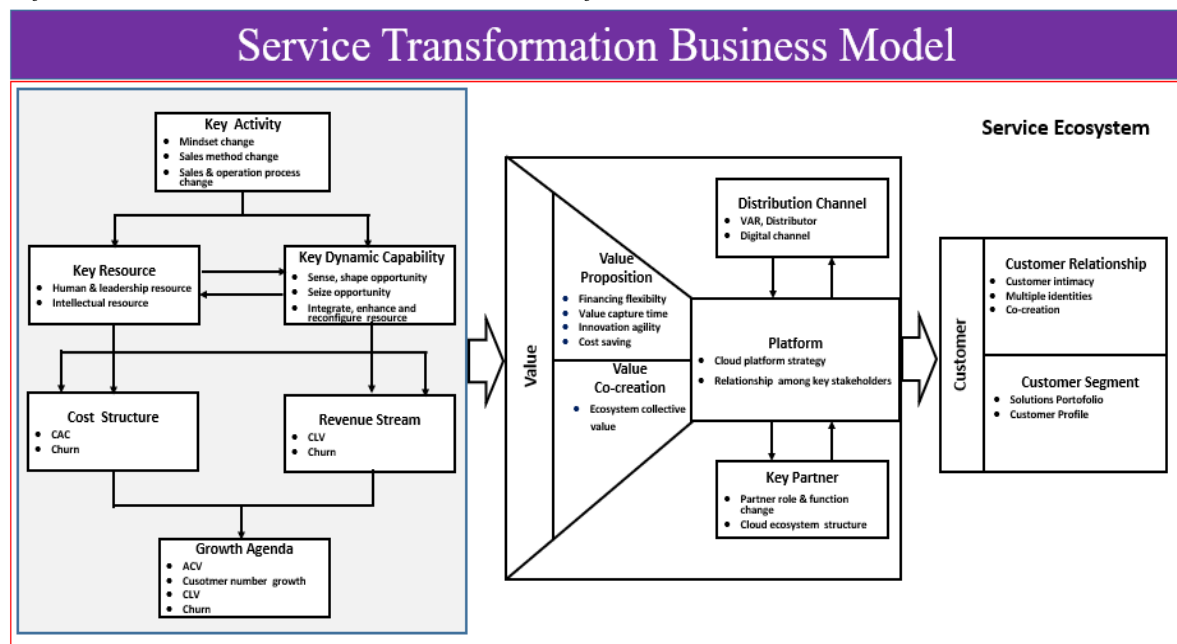 Service Transformation Business Model
Service Ecosystem
Key Activity
• Mindset change
• Sales method change
• Sales & operation process
change
Key Resource
• Human & leadership resource
• Intellectual resource
Key Dynamic Capability
• Sense, shape opportunity
• Seize opportunity
• Integrate, enhance and
reconfigure resource
Cost Structure
• CAC
• Churn
Revenue Stream
• CLV
• Churn
Growth Agenda
• ACV
• Cusotmer number growth
• CLV
• Churn
Value
Value
Proposition
• Financing flexibilty
• Value capture time
• Innovation agility
• Cost saving
Value
Co-creation
• Ecosystem collective
value
Distribution Channel
• VAR, Distributor
• Digital channel
Platform
• Cloud platform strategy
• Relationship among key stakeholders
Key Partner
• Partner role & function
change
• Cloud ecosystem structure
Customer
Customer Relationship
• Customer intimacy
• Multiple identities
• Co-creation
Customer Segment
• Solutions Portofolio
• Customer Profile